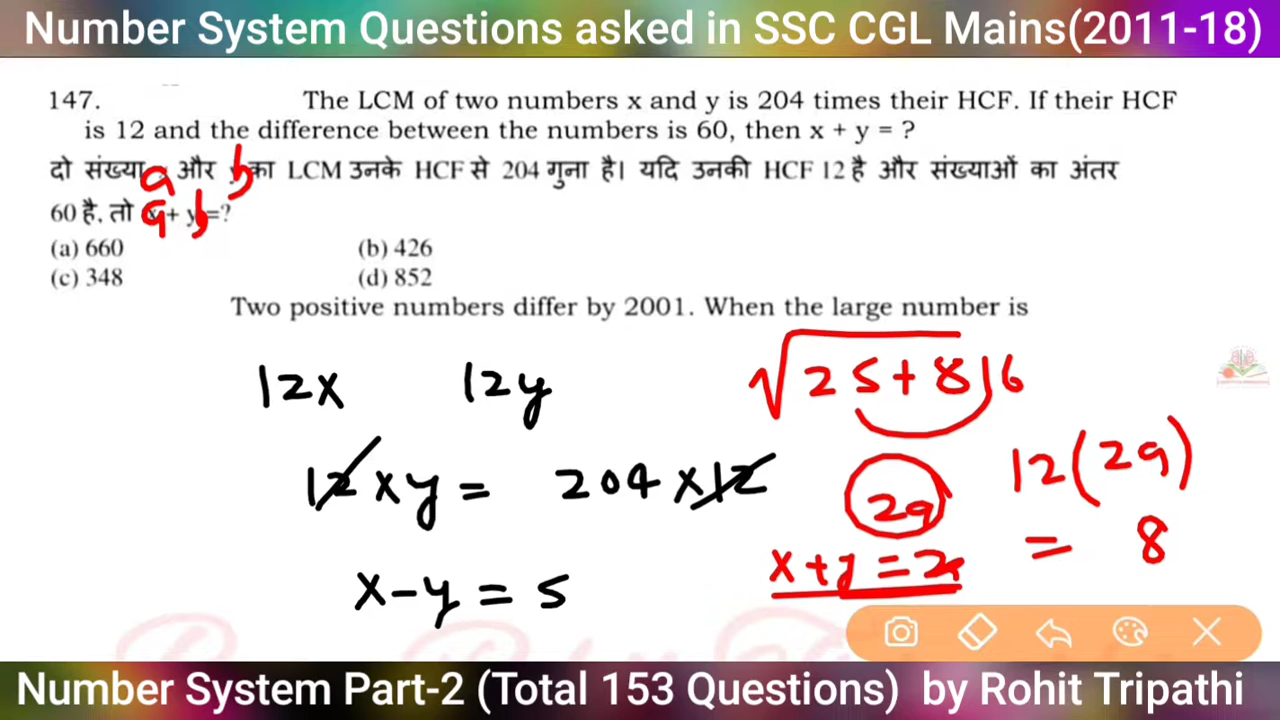 Number System Questions asked in SSC CGL Mains(2011-18)
147. The LCM of two numbers x and y is 204 times their HCF. If their HCF
is 12 and the difference between the numbers is 60, then x + y = ?
दो संख्या a और b का LCM उनके HCF से 204 गुना है। यदि उनकी HCF 12 है और संख्याओं का अंतर
60 है, तो a + b =?
(a) 660 (b) 426
(c) 348 (d) 852
Two positive numbers differ by 2001. When the large number is
12x 12y √25+816
12xy = 204×12 29 12(29)
x-y = 5 x+y = = 8
Number System Part-2 (Total 153 Questions) by Rohit Tripathi